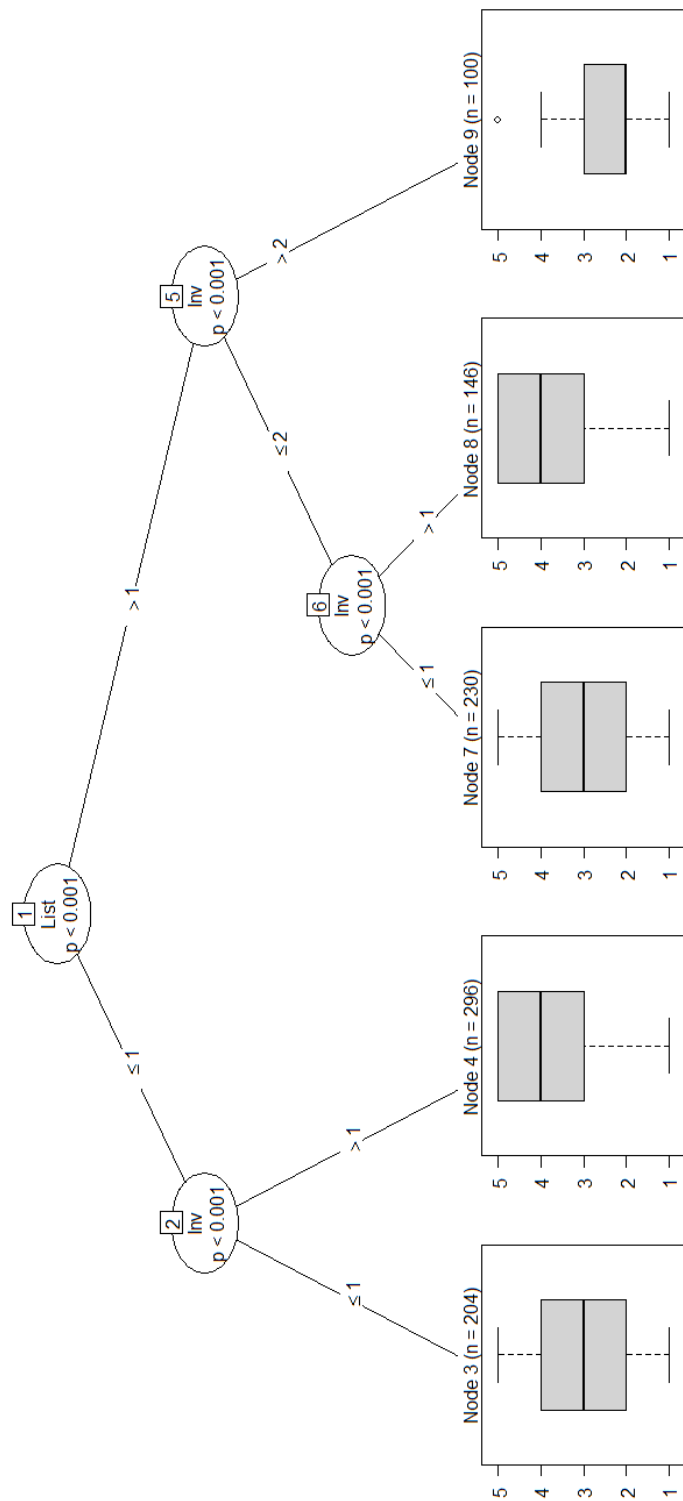 1
List
p < 0.001
≤ 1
> 1
2
Inv
p < 0.001
≤ 1
> 1
5
Inv
p < 0.001
≤ 2
> 2
6
Inv
p < 0.001
≤ 1
> 1
Node 3 (n = 204)
5
4
3
2
1
Node 4 (n = 296)
5
4
3
2
1
Node 7 (n = 230)
5
4
3
2
1
Node 8 (n = 146)
5
4
3
2
1
Node 9 (n = 100)
5
4
3
2
1